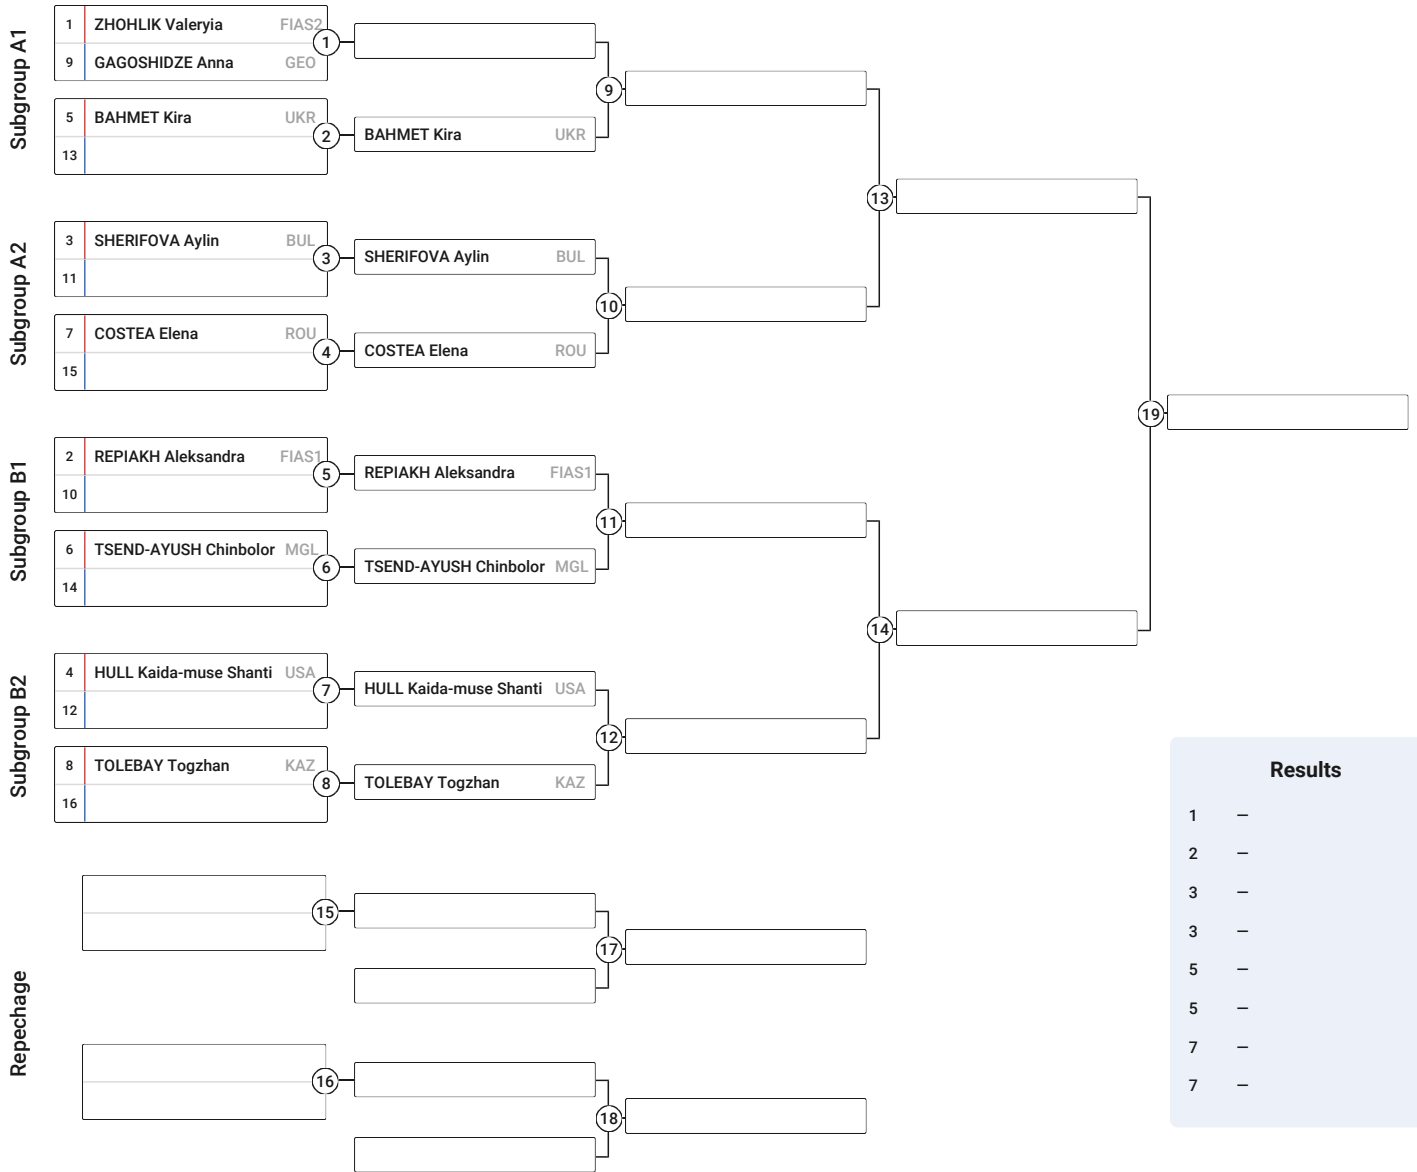 Subgroup A1
1 ZHOHLIK Valeryia FIAS2
9 GAGOSHIDZE Anna GEO
1
5 BAHMET Kira UKR
13
2
BAHMET Kira UKR
9
Subgroup A2
3 SHERIFOVA Aylin BUL
11
3
SHERIFOVA Aylin BUL
7 COSTEA Elena ROU
15
4
COSTEA Elena ROU
10
13
Subgroup B1
2 REPIAKH Aleksandra FIAS1
10
5
REPIAKH Aleksandra FIAS1
6 TSEND-AYUSH Chinbolor MGL
14
6
TSEND-AYUSH Chinbolor MGL
11
Subgroup B2
4 HULL Kaida-muse Shanti USA
12
7
HULL Kaida-muse Shanti USA
8 TOLEBAY Togzhan KAZ
16
8
TOLEBAY Togzhan KAZ
12
14
19
Repechage
15
17
16
18
Results
1 –
2 –
3 –
3 –
5 –
5 –
7 –
7 –